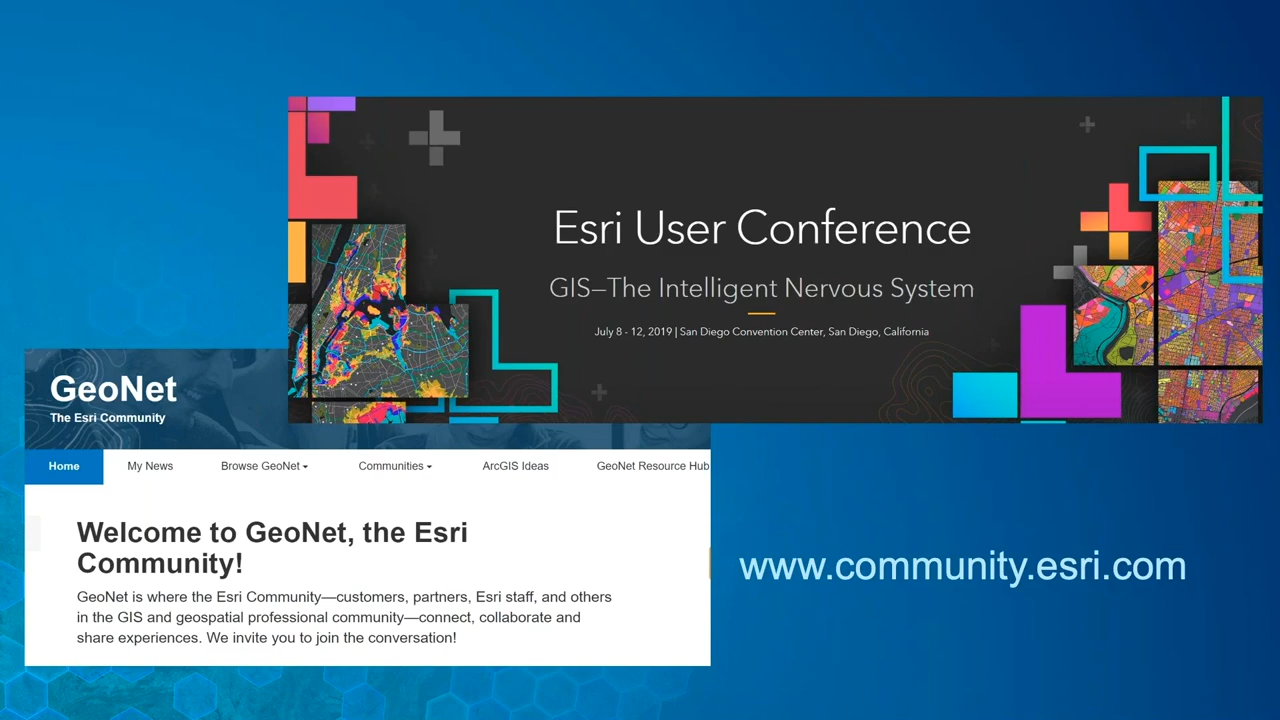 Esri User Conference
GIS—The Intelligent Nervous System
July 8 - 12, 2019 | San Diego Convention Center, San Diego, California
GeoNet
The Esri Community
Home My News Browse GeoNet Communities ArcGIS Ideas GeoNet Resource Hub
Welcome to GeoNet, the Esri
Community!
GeoNet is where the Esri Community—customers, partners, Esri staff, and others
in the GIS and geospatial professional community—connect, collaborate and
share experiences. We invite you to join the conversation!
www.community.esri.com